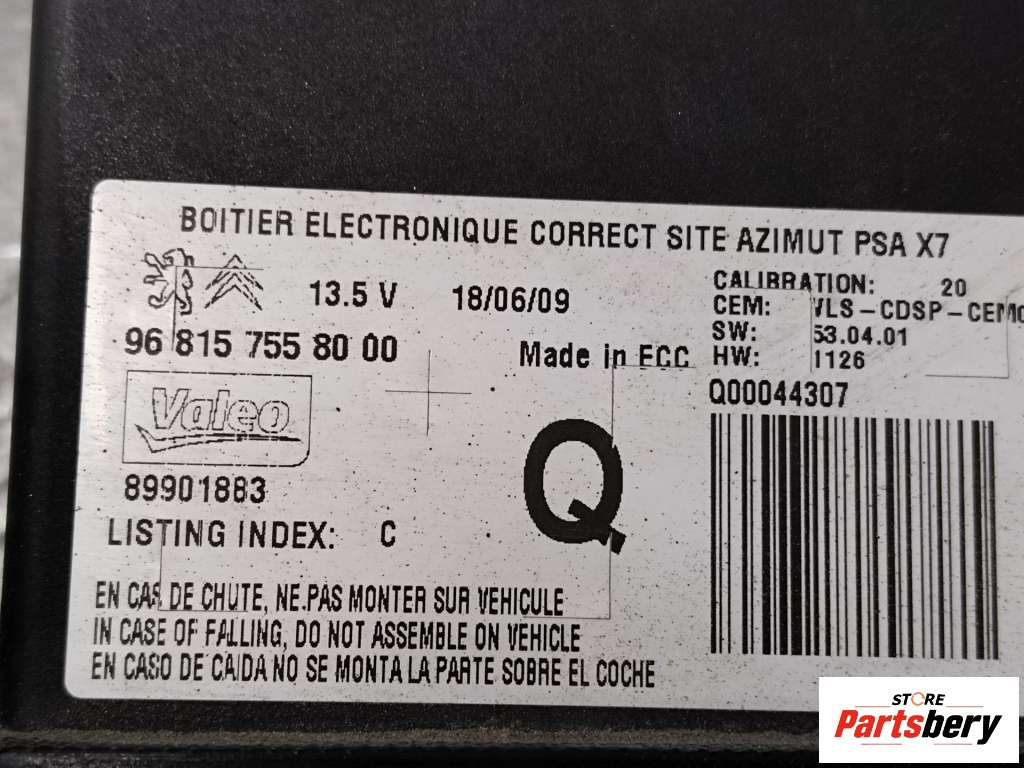 BOITIER ELECTRONIQUE CORRECT SITE AZIMUT PSA X7
13.5 V 18/06/09
96 815 755 80 00
Made in ECC
CALIBRATION: 20
CEM: VLS-CDSP-CEM
SW: 53.04.01
HW: 1126
Q00044307
Valeo
Q
89901883
LISTING INDEX: C
EN CAS DE CHUTE, NE.PAS MONTER SUR VEHICULE
IN CASE OF FALLING, DO NOT ASSEMBLE ON VEHICLE
EN CASO DE CAIDA NO SE MONTA LA PARTE SOBRE EL COCHE
STORE
Partsbery